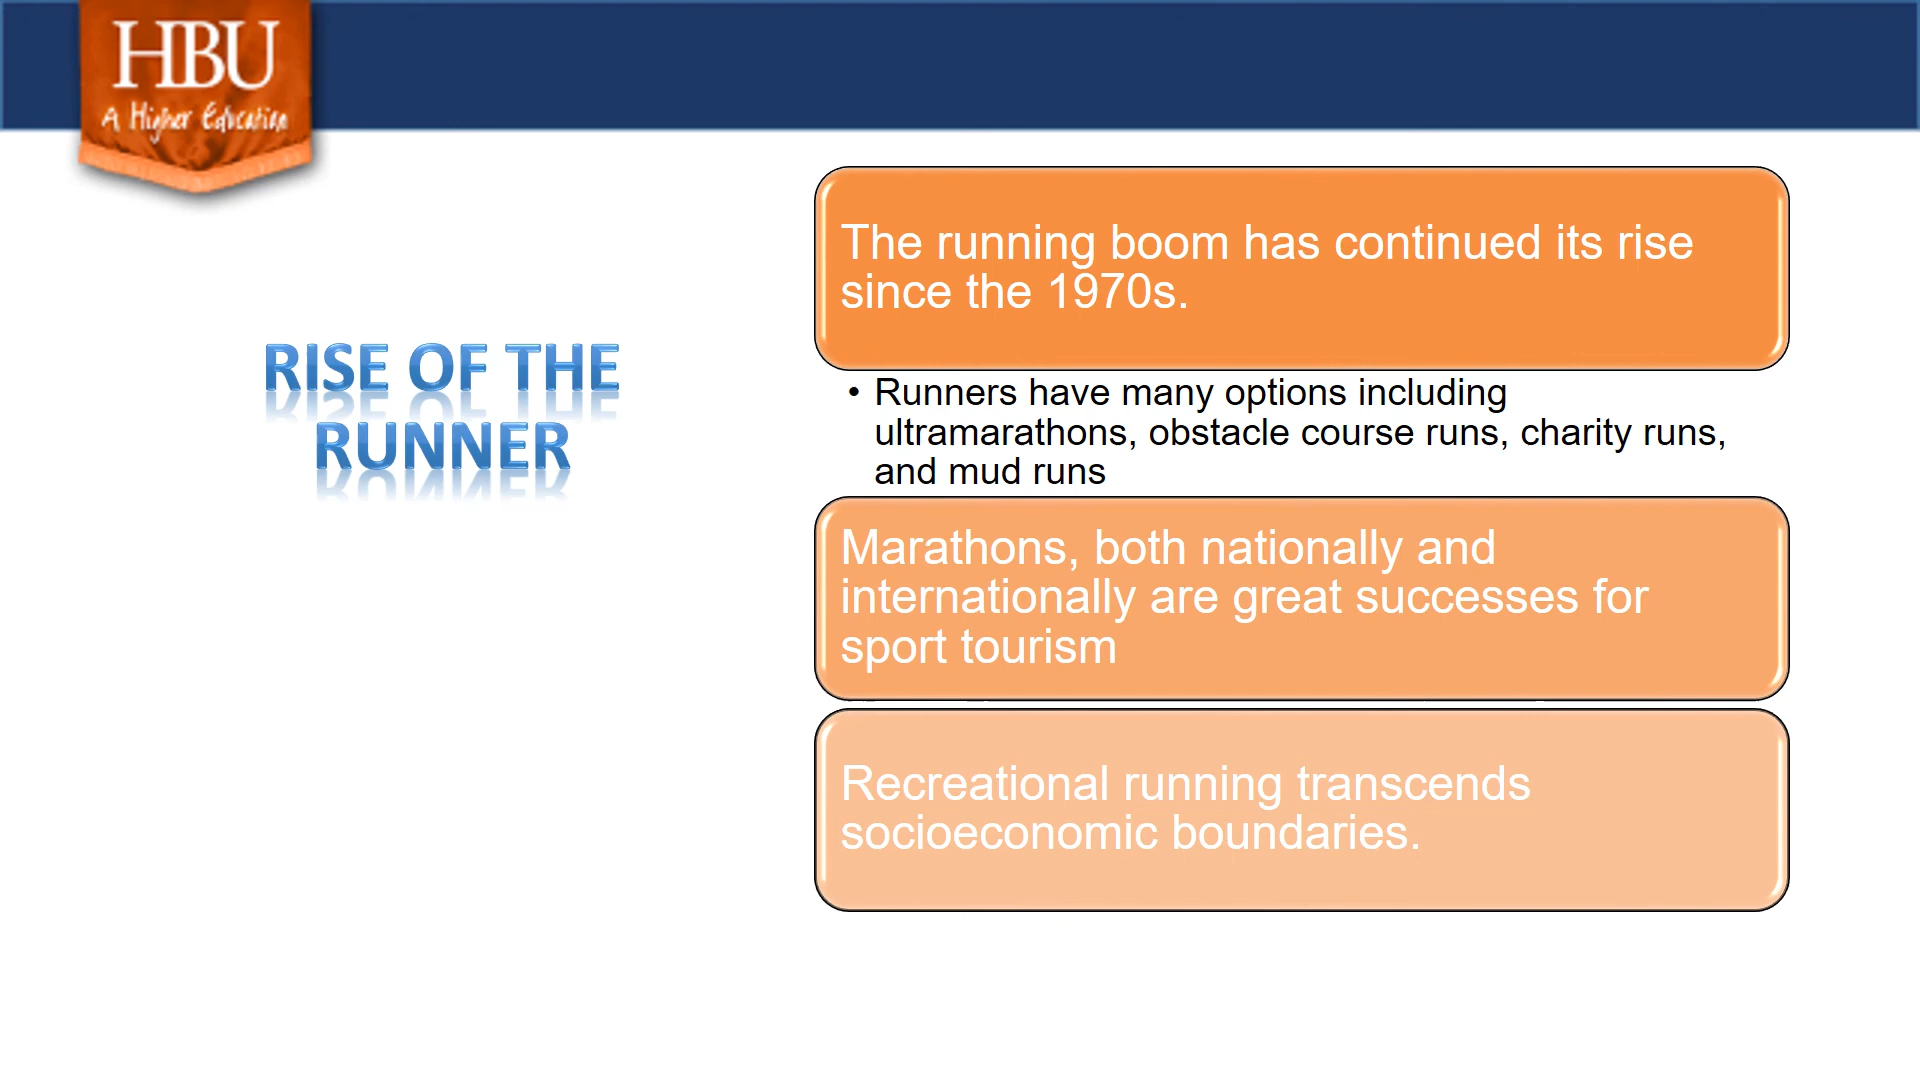 HBU
A Higher Education
RISE OF THE
RUNNER
The running boom has continued its rise
since the 1970s.
• Runners have many options including
ultramarathons, obstacle course runs, charity runs,
and mud runs
Marathons, both nationally and
internationally are great successes for
sport tourism
Recreational running transcends
socioeconomic boundaries.